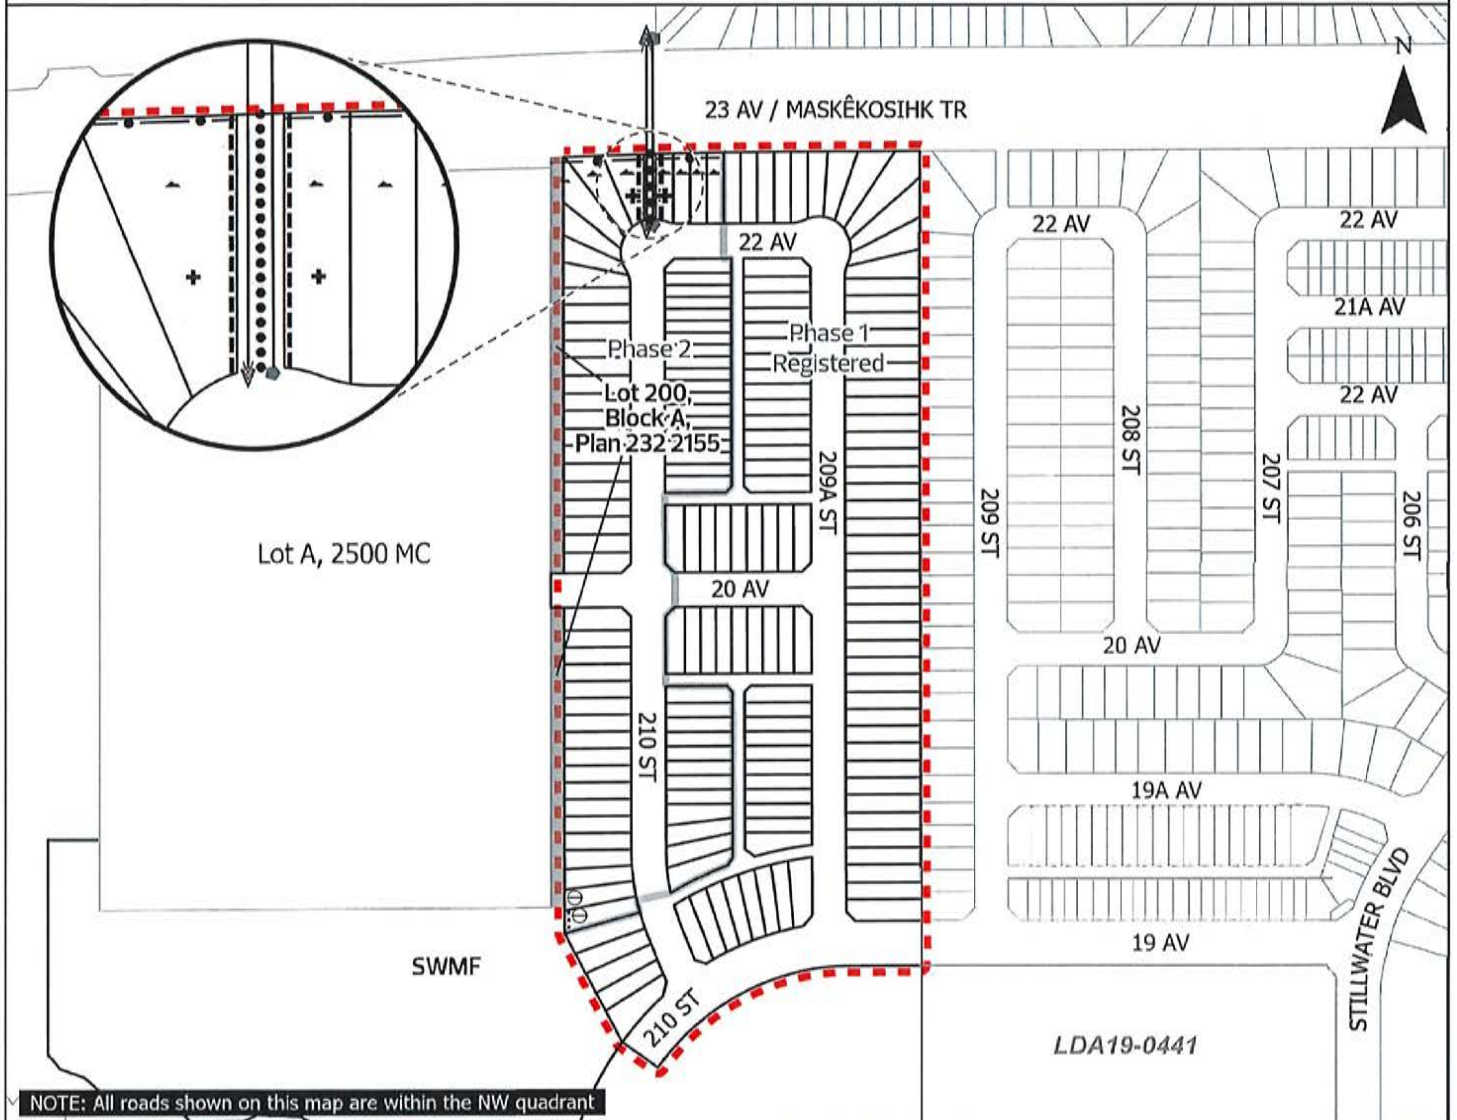 N
23 AV / MASKÊKOSIHK TR
22 AV
22 AV
22 AV
21A AV
22 AV
Phase 2
Phase 1
Registered
Lot 200,
Block A,
Plan 232 2155
209A ST
208 ST
207 ST
206 ST
209 ST
Lot A, 2500 MC
20 AV
20 AV
210 ST
19A AV
19 AV
STILLWATER BLVD
SWMF
210 ST
LDA19-0441
NOTE: All roads shown on this map are within the NW quadrant